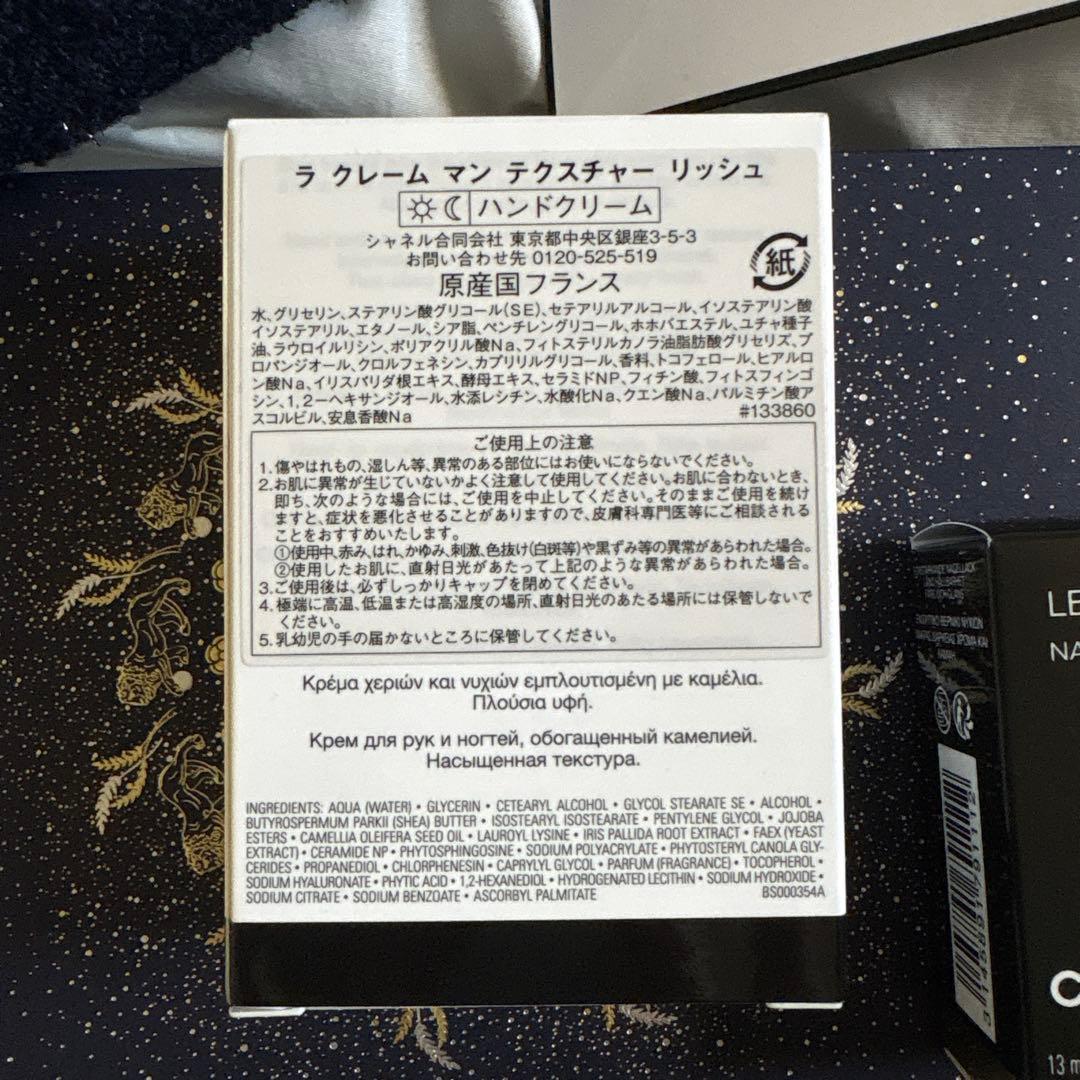 ラ クレーム マン テクスチャー リッシュ
ハンドクリーム
シャネル合同会社 東京都中央区銀座3-5-3
お問い合わせ先 0120-525-519
原産国フランス
紙
水、グリセリン、ステアリン酸グリコール(SE)、セテアリルアルコール、イソステアリン酸
イソステアリル、エタノール、シア脂、ペンチレングリコール、ホホバエステル、ユチャ種子
油、ラウロイルリシン、ポリアクリル酸Na、フィトステリルカノラ油脂肪酸グリセリズ、プ
ロパンジオール、クロルフェネシン、カプリリルグリコール、香料、トコフェロール、ヒアルロ
ン酸Na、イリスパリダ根エキス、酵母エキス、セラミドNP、フィチン酸、フィトスフィンゴ
シン、1,2-ヘキサンジオール、水添レシチン、水酸化Na、クエン酸Na、パルミチン酸ア
スコルビル、安息香酸Na #133860
ご使用上の注意
1. 傷やはれもの、湿しん等、異常のある部位にはお使いにならないでください。
2. お肌に異常が生じていないかよく注意して使用してください。お肌に合わないとき、
即ち、次のような場合には、ご使用を中止してください。そのままご使用を続け
ますと、症状を悪化させることがありますので、皮膚科専門医等にご相談される
ことをおすすめいたします。
①使用中、赤み、はれ、かゆみ、刺激、色抜け(白斑等)や黒ずみ等の異常があらわれた場合。
②使用したお肌に、直射日光があたって上記のような異常があらわれた場合。
3. ご使用後は、必ずしっかりキャップを閉めてください。
4. 極端に高温、低温または高湿度の場所、直射日光のあたる場所には保管しないで
ください。
5. 乳幼児の手の届かないところに保管してください。
Κρέμα χεριών και νυχιών εμπλουτισμένη με καμέλια.
Πλούσια υφή.
Крем для рук и ногтей, обогащенный камелией.
Насыщенная текстура.
INGREDIENTS: AQUA (WATER) • GLYCERIN • CETEARYL ALCOHOL • GLYCOL STEARATE SE • ALCOHOL •
BUTYROSPERMUM PARKII (SHEA) BUTTER • ISOSTEARYL ISOSTEARATE • PENTYLENE GLYCOL • JOJOBA
ESTERS • CAMELLIA OLEIFERA SEED OIL • LAUROYL LYSINE • IRIS PALLIDA ROOT EXTRACT • FAEX (YEAST
EXTRACT) • CERAMIDE NP • PHYTOSPHINGOSINE • SODIUM POLYACRYLATE • PHYTOSTERYL CANOLA GLY-
CERIDES • PROPANEDIOL • CHLORPHENESIN • CAPRYLYL GLYCOL • PARFUM (FRAGRANCE) • TOCOPHEROL •
SODIUM HYALURONATE • PHYTIC ACID • 1,2-HEXANEDIOL • HYDROGENATED LECITHIN • SODIUM HYDROXIDE •
SODIUM CITRATE • SODIUM BENZOATE • ASCORBYL PALMITATE BS000354A
LE
NA
13 m